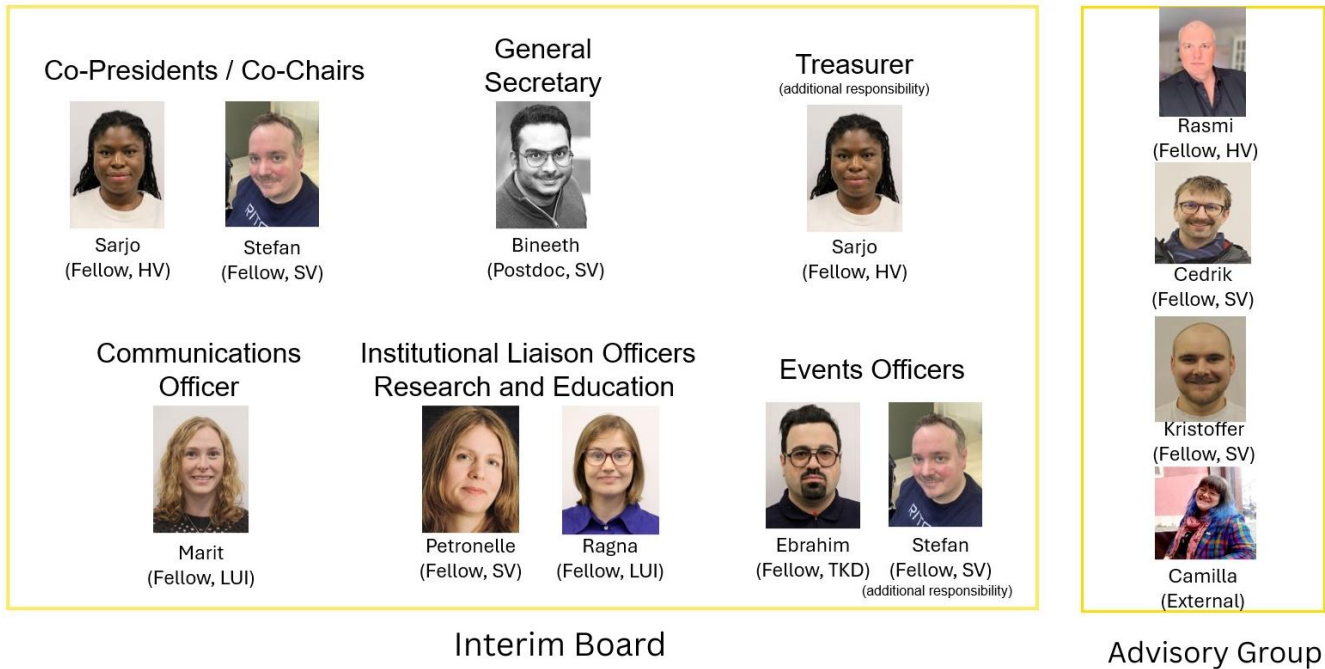 Co-Presidents / Co-Chairs
Sarjo
(Fellow, HV)
Stefan
(Fellow, SV)
General
Secretary
Bineeth
(Postdoc, SV)
Treasurer
(additional responsibility)
Sarjo
(Fellow, HV)
Communications
Officer
Marit
(Fellow, LUI)
Institutional Liaison Officers
Research and Education
Petronelle
(Fellow, SV)
Ragna
(Fellow, LUI)
Events Officers
Ebrahim
(Fellow, TKD)
Stefan
(Fellow, SV)
(additional responsibility)
Interim Board
Rasmi
(Fellow, HV)
Cedrik
(Fellow, SV)
Kristoffer
(Fellow, SV)
Camilla
(External)
Advisory Group